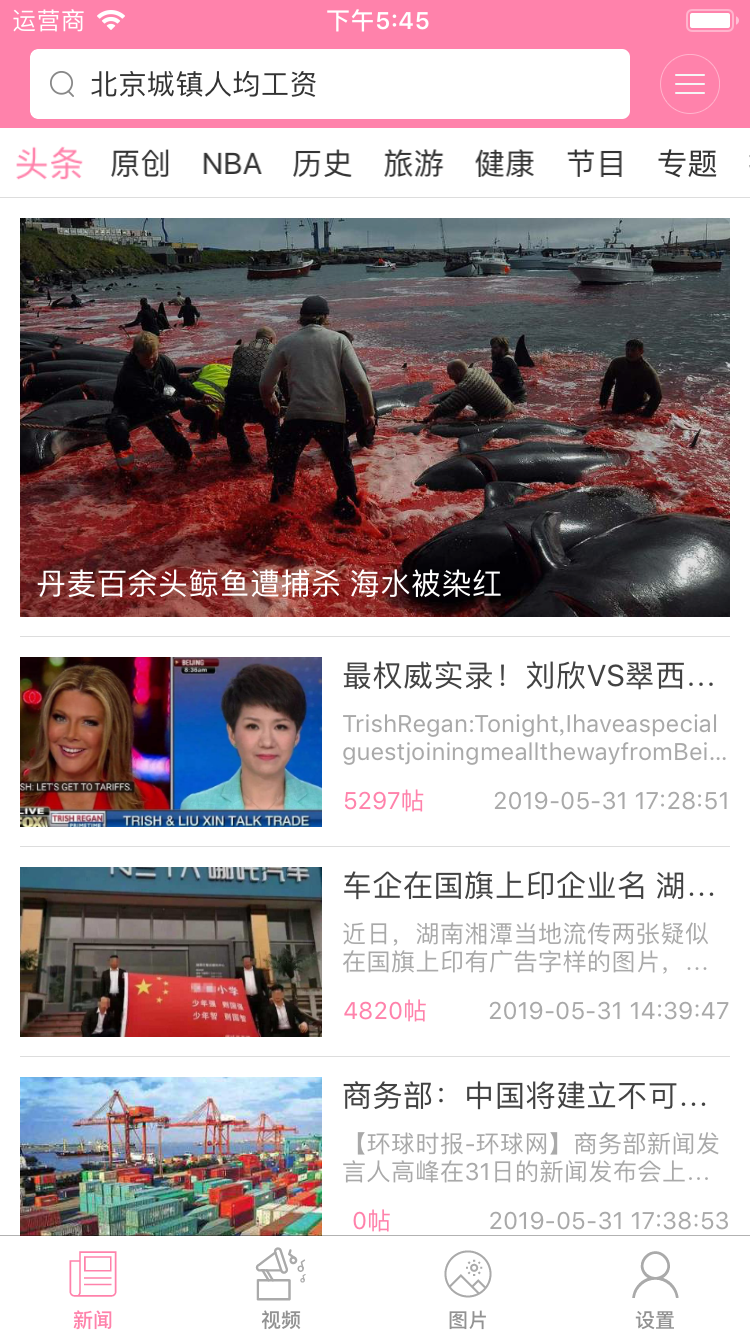 运营商 下午5:45
北京城镇人均工资
头条 原创 NBA 历史 旅游 健康 节目 专题
丹麦百余头鲸鱼遭捕杀 海水被染红
最权威实录！刘欣VS翠西...
TrishRegan:Tonight,Ihaveaspecial
guestjoiningmeallthewayfromBei...
5297帖 2019-05-31 17:28:51
BEIJING
SH: LET'S GET TO TARIFFS.
LIVE
FOX
TRISH REGAN
PRIMETIME
TRISH & LIU XIN TALK TRADE
车企在国旗上印企业名 湖...
近日，湖南湘潭当地流传两张疑似
在国旗上印有广告字样的图片，...
4820帖 2019-05-31 14:39:47
小学
少年强 则国强
少年智 则国智
商务部：中国将建立不可...
【环球时报-环球网】商务部新闻发
言人高峰在31日的新闻发布会上...
0帖 2019-05-31 17:38:53
新闻 视频 图片 设置